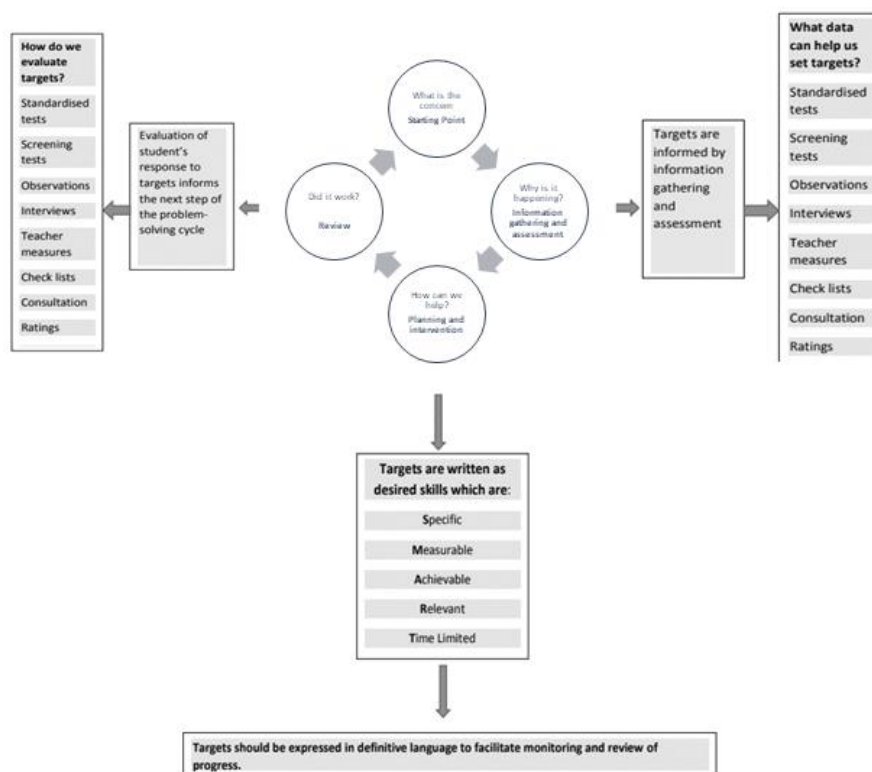 How do we
evaluate
targets?
Standardised
tests
Screening
tests
Observations
Interviews
Teacher
measures
Check lists
Consultation
Ratings
Evaluation of
student's
response to
targets informs
the next step of
the problem-
solving cycle
What is the
concern
Starting Point
Did it work?
Review
Why is it
happening?
Information
gathering and
assessment
How can we
help?
Planning and
intervention
Targets are
informed by
information
gathering
and
assessment
What data
can help us
set targets?
Standardised
tests
Screening
tests
Observations
Interviews
Teacher
measures
Check lists
Consultation
Ratings
Targets are written as
desired skills which are:
Specific
Measurable
Achievable
Relevant
Time Limited
Targets should be expressed in definitive language to facilitate monitoring and review of
progress.